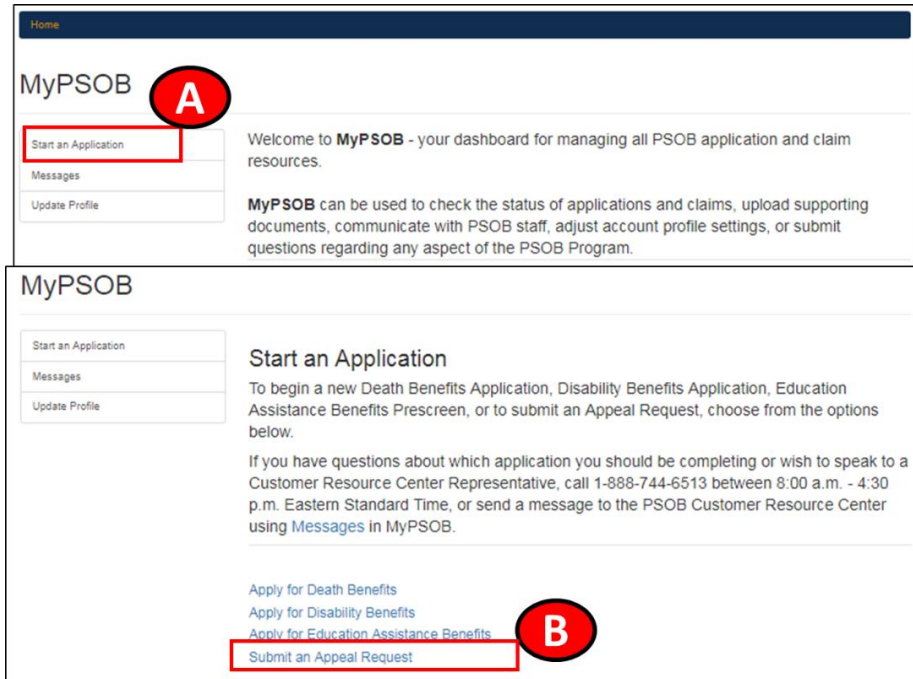 Home
MyPSOB
A
Start an Application
Messages
Update Profile
Welcome to MyPSOB - your dashboard for managing all PSOB application and claim
resources.
MyPSOB can be used to check the status of applications and claims, upload supporting
documents, communicate with PSOB staff, adjust account profile settings, or submit
questions regarding any aspect of the PSOB Program.
MyPSOB
Start an Application
Messages
Update Profile
Start an Application
To begin a new Death Benefits Application, Disability Benefits Application, Education
Assistance Benefits Prescreen, or to submit an Appeal Request, choose from the options
below.
If you have questions about which application you should be completing or wish to speak to a
Customer Resource Center Representative, call 1-888-744-6513 between 8:00 a.m. - 4:30
p.m. Eastern Standard Time, or send a message to the PSOB Customer Resource Center
using Messages in MyPSOB.
Apply for Death Benefits
Apply for Disability Benefits
Apply for Education Assistance Benefits
B
Submit an Appeal Request